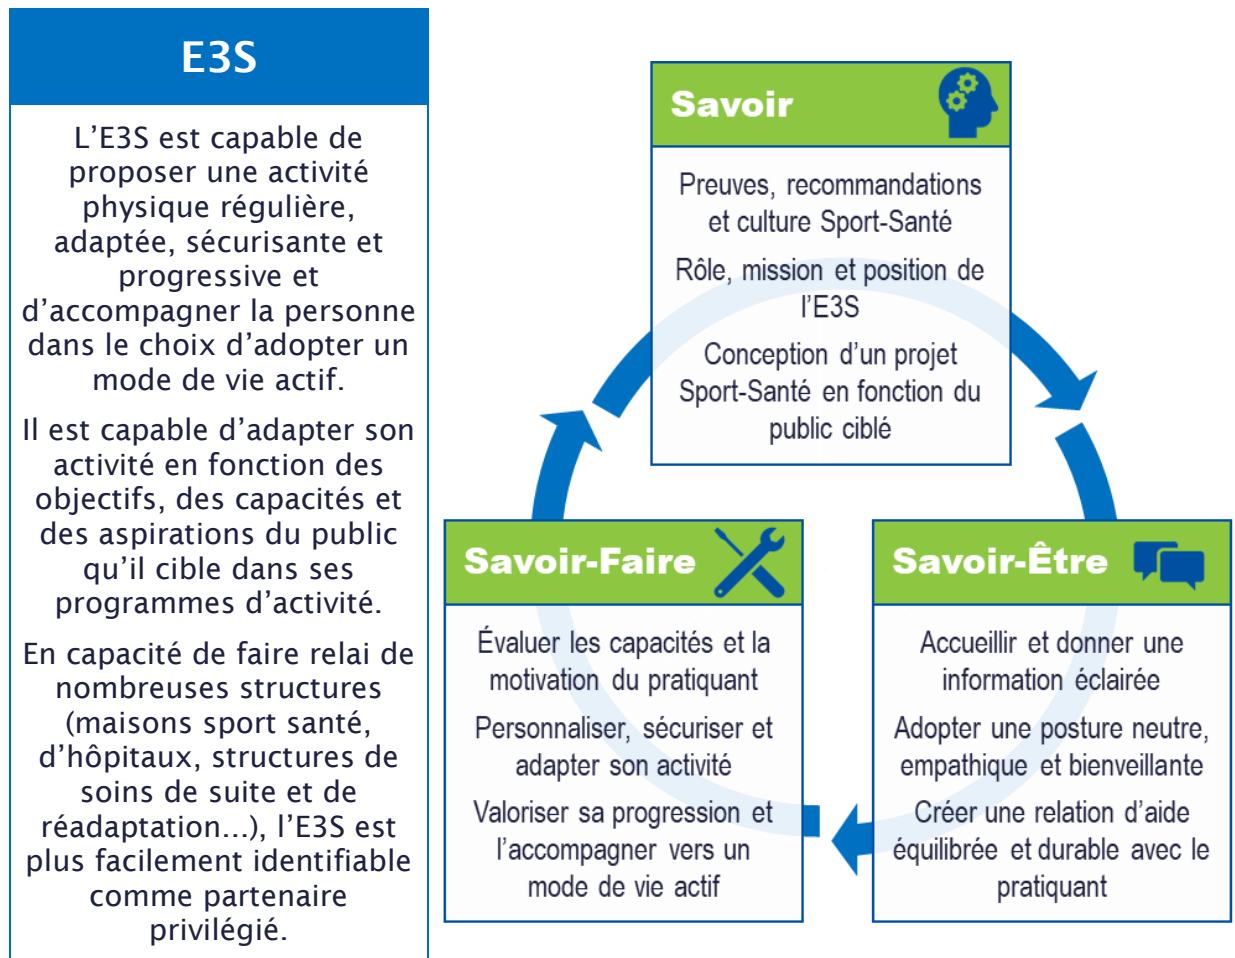 E3S
L’E3S est capable de
proposer une activité
physique régulière,
adaptée, sécurisante et
progressive et
d’accompagner la personne
dans le choix d’adopter un
mode de vie actif.
Il est capable d’adapter son
activité en fonction des
objectifs, des capacités et
des aspirations du public
qu’il cible dans ses
programmes d’activité.
En capacité de faire relai de
nombreuses structures
(maisons sport santé,
d’hôpitaux, structures de
soins de suite et de
réadaptation...), l’E3S est
plus facilement identifiable
comme partenaire
privilégié.
Savoir
Preuves, recommandations
et culture Sport-Santé
Rôle, mission et position de
l’E3S
Conception d’un projet
Sport-Santé en fonction du
public ciblé
Savoir-Faire
Évaluer les capacités et la
motivation du pratiquant
Personnaliser, sécuriser et
adapter son activité
Valoriser sa progression et
l’accompagner vers un
mode de vie actif
Savoir-Être
Accueillir et donner une
information éclairée
Adopter une posture neutre,
empathique et bienveillante
Créer une relation d’aide
équilibrée et durable avec le
pratiquant